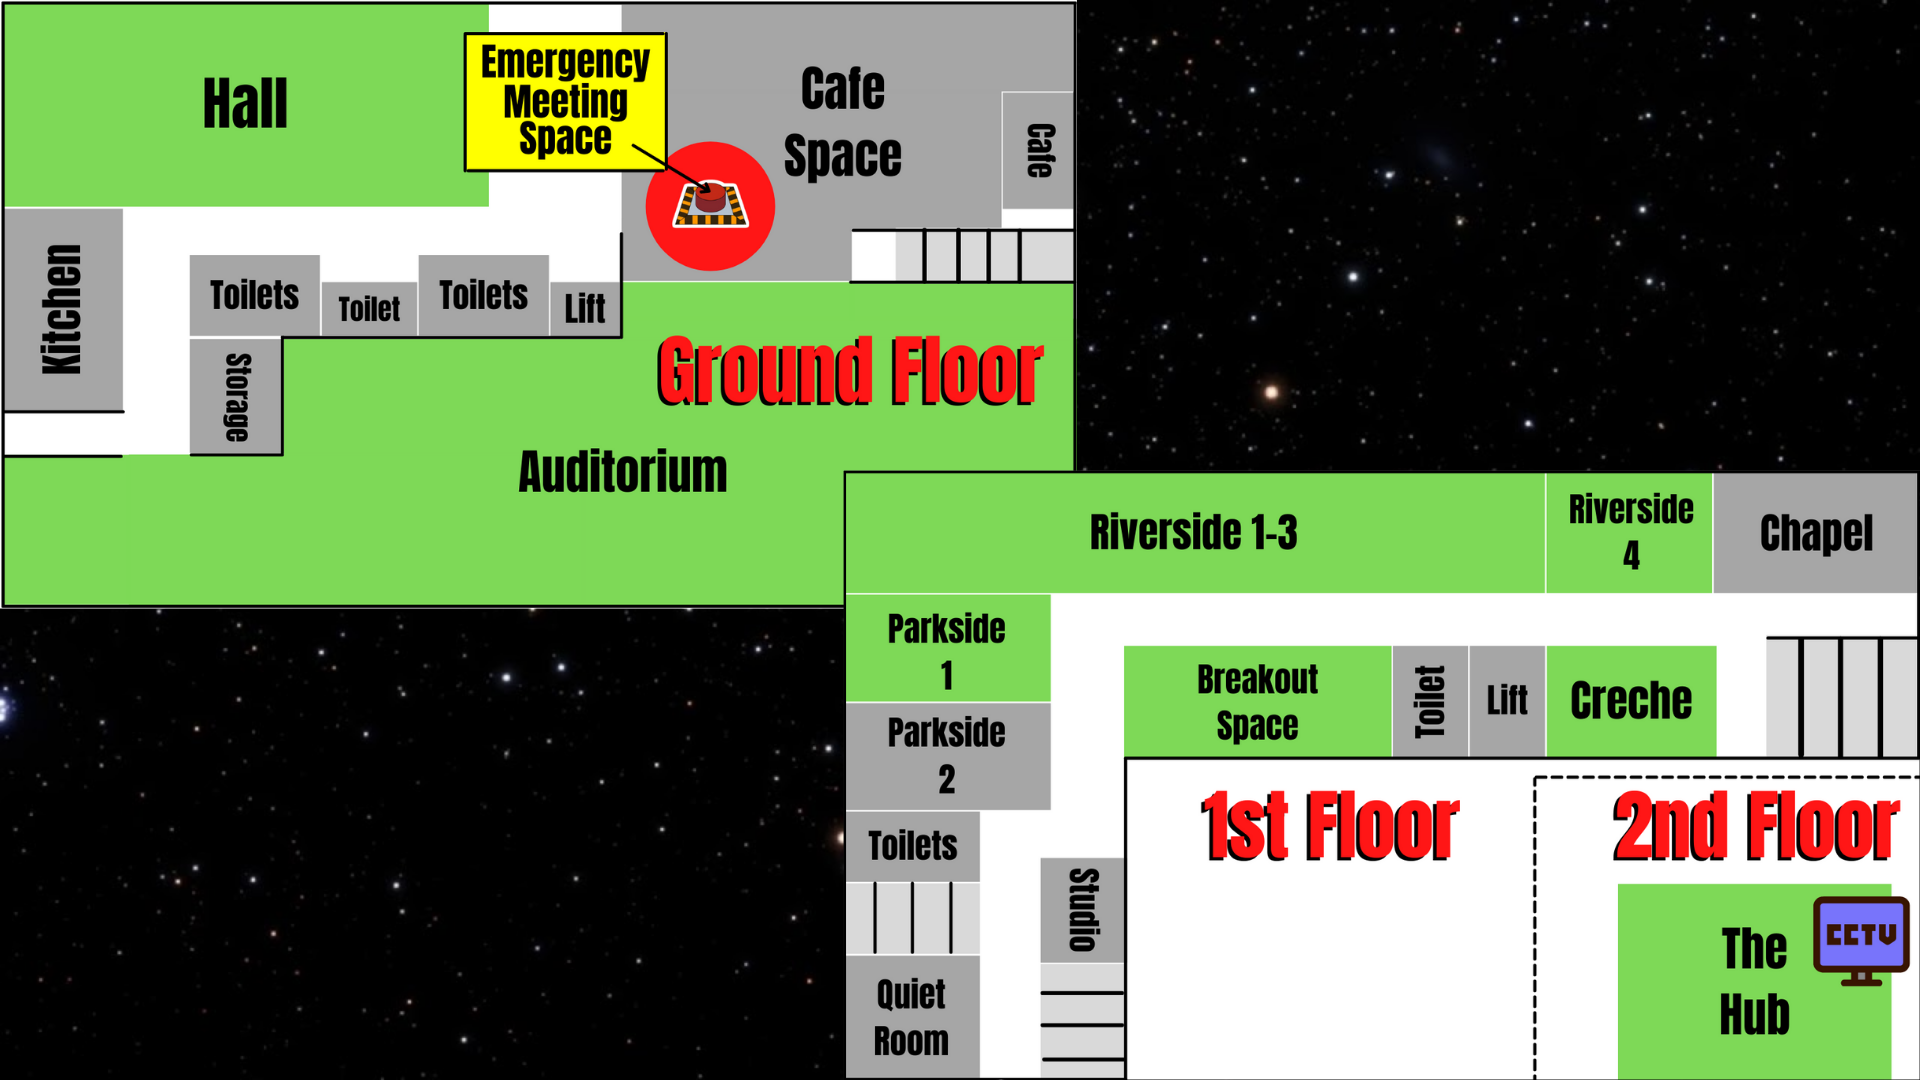 Hall
Emergency
Meeting
Space
Cafe
Space
Cafe
Kitchen
Toilets
Toilet
Toilets
Lift
Storage
Ground Floor
Auditorium
Riverside 1-3
Riverside
4
Chapel
Parkside
1
Parkside
2
Breakout
Space
Toilet
Lift
Creche
Toilets
Studio
Quiet
Room
1st Floor
2nd Floor
The
Hub
CCTV